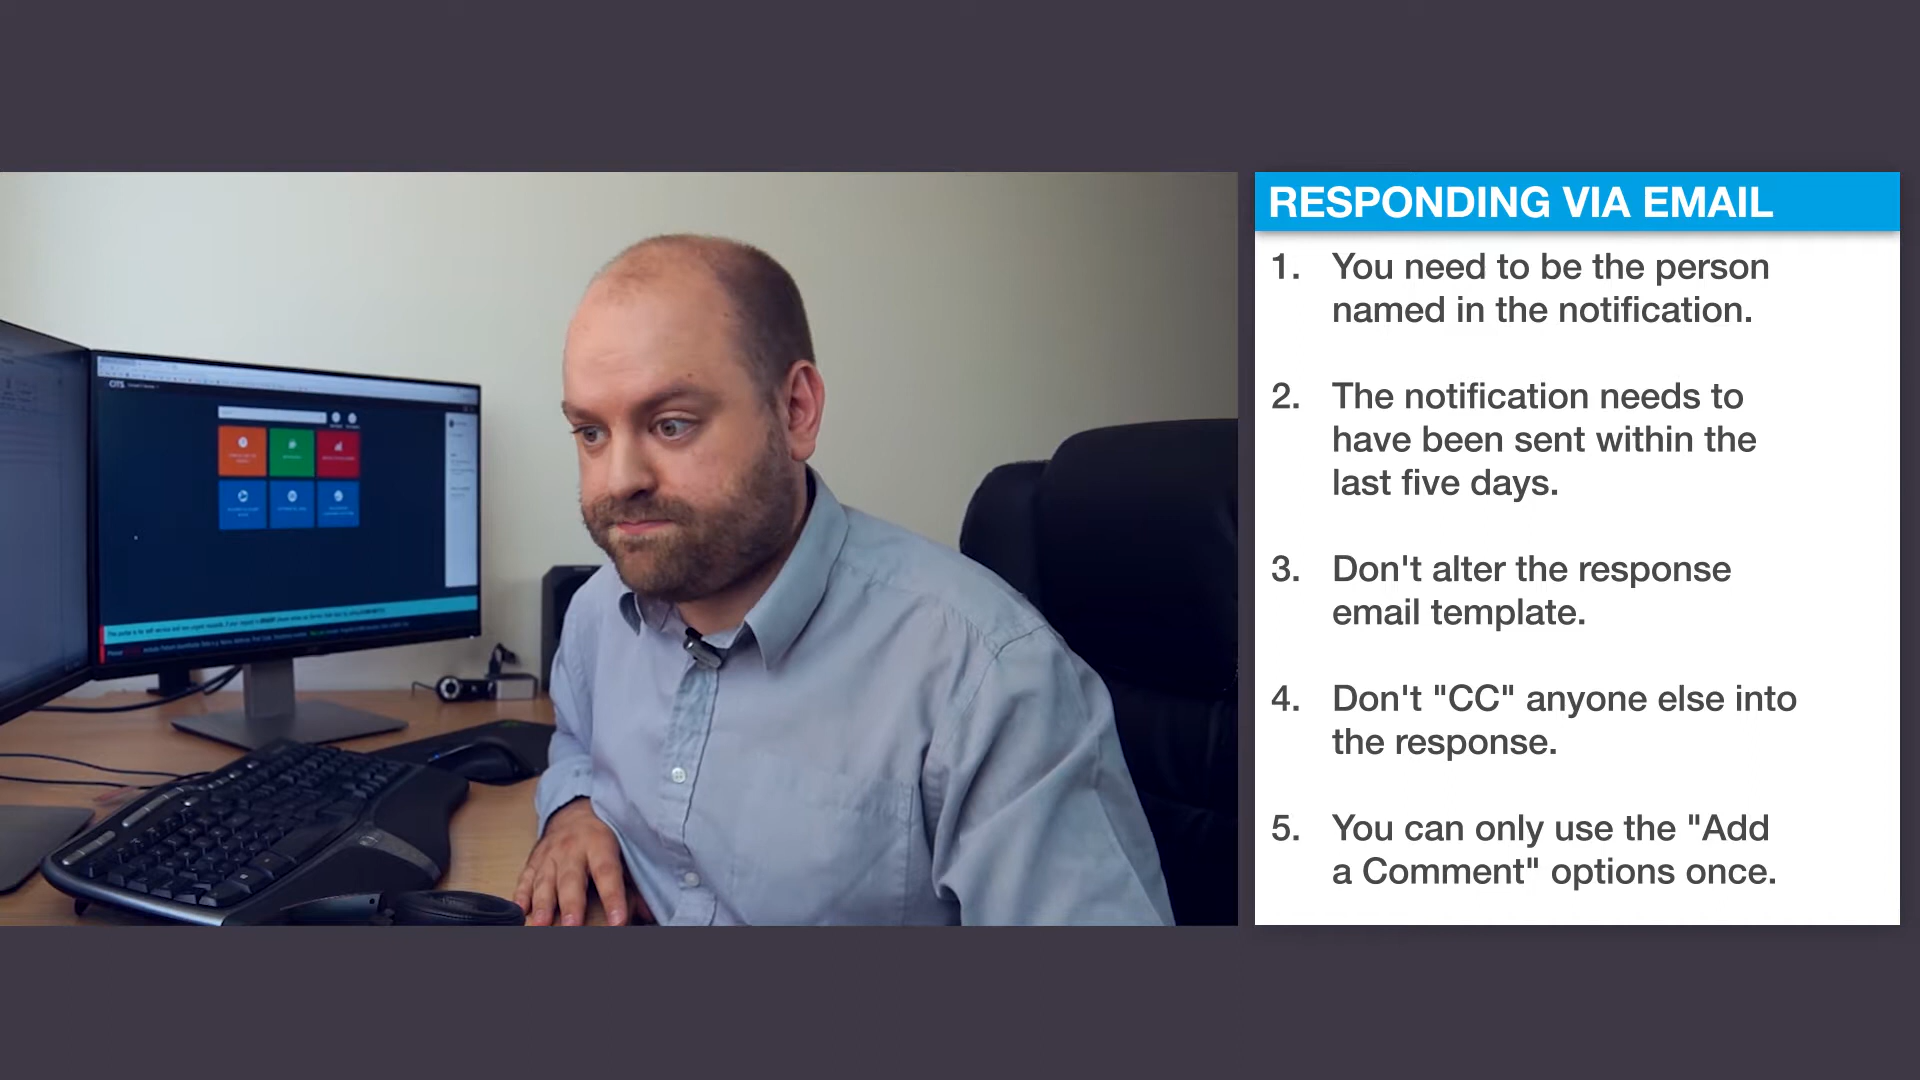 RESPONDING VIA EMAIL
1. You need to be the person
named in the notification.
2. The notification needs to
have been sent within the
last five days.
3. Don't alter the response
email template.
4. Don't "CC" anyone else into
the response.
5. You can only use the "Add
a Comment" options once.